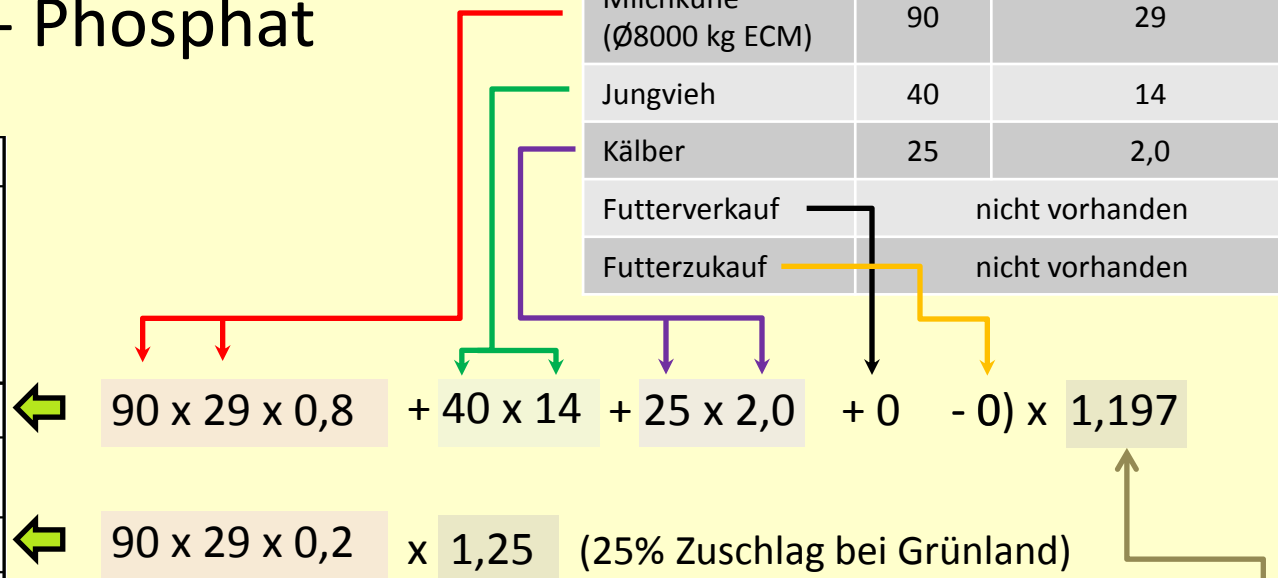 - Phosphat
Milchkühe
(Ø8000 kg ECM) 90 29
Jungvieh 40 14
Kälber 25 2,0
Futterverkauf nicht vorhanden
Futterzukauf nicht vorhanden
90 x 29 x 0,8 + 40 x 14 + 25 x 2,0 + 0 - 0) x 1,197
90 x 29 x 0,2 x 1,25 (25% Zuschlag bei Grünland)